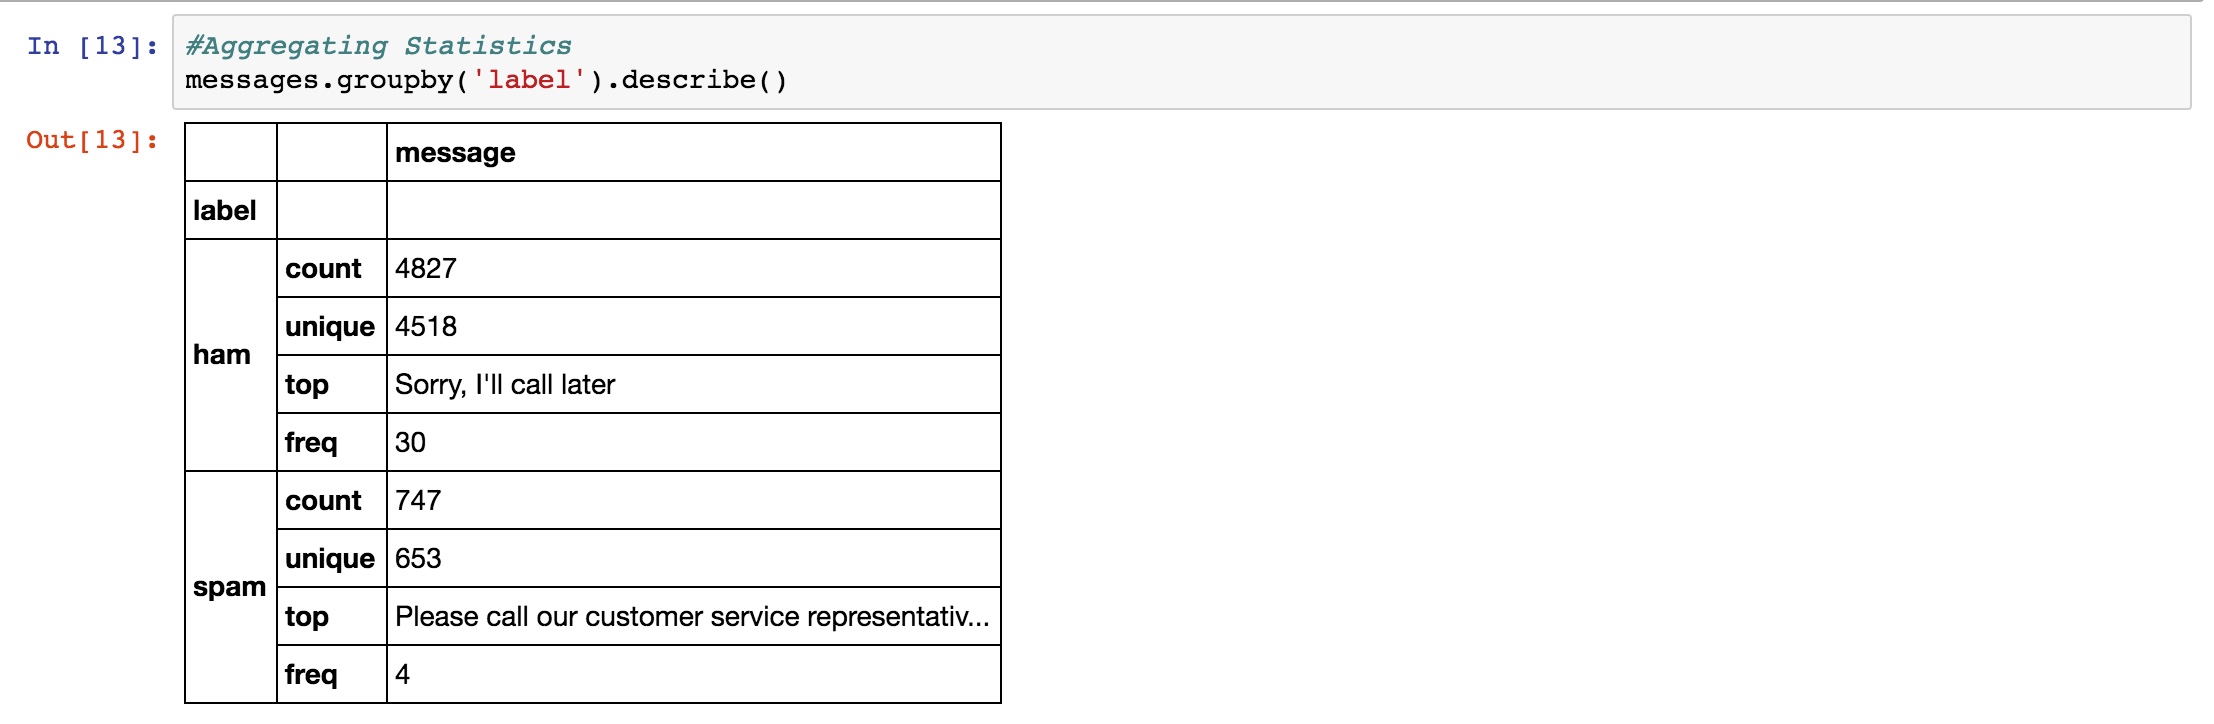 In [13]: #Aggregating Statistics
messages.groupby('label').describe()
Out[13]:
message
label
ham
count 4827
unique 4518
top Sorry, I'll call later
freq 30
spam
count 747
unique 653
top Please call our customer service representativ...
freq 4